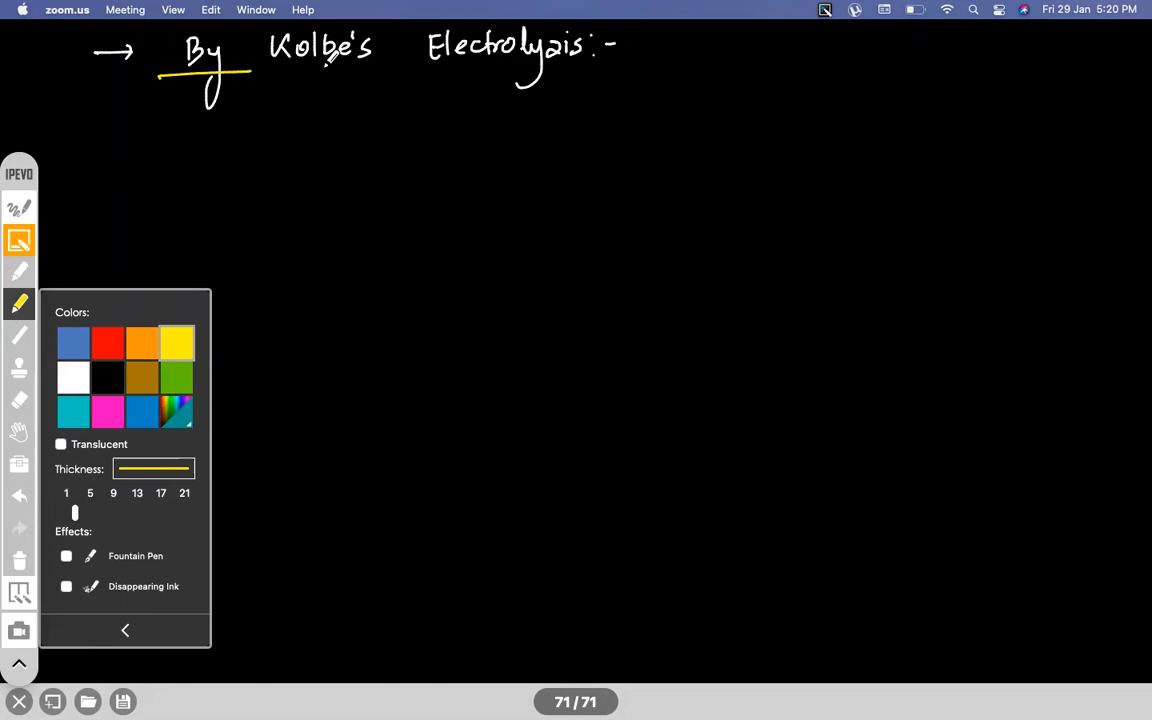 zoom.us Meeting View Edit Window Help Fri 29 Jan 5:20 PM
→ By Kolbe's Electrolysis:-
IPEVO
Colors:
Translucent
Thickness:
1 5 9 13 17 21
Effects:
Fountain Pen
Disappearing Ink
71/71